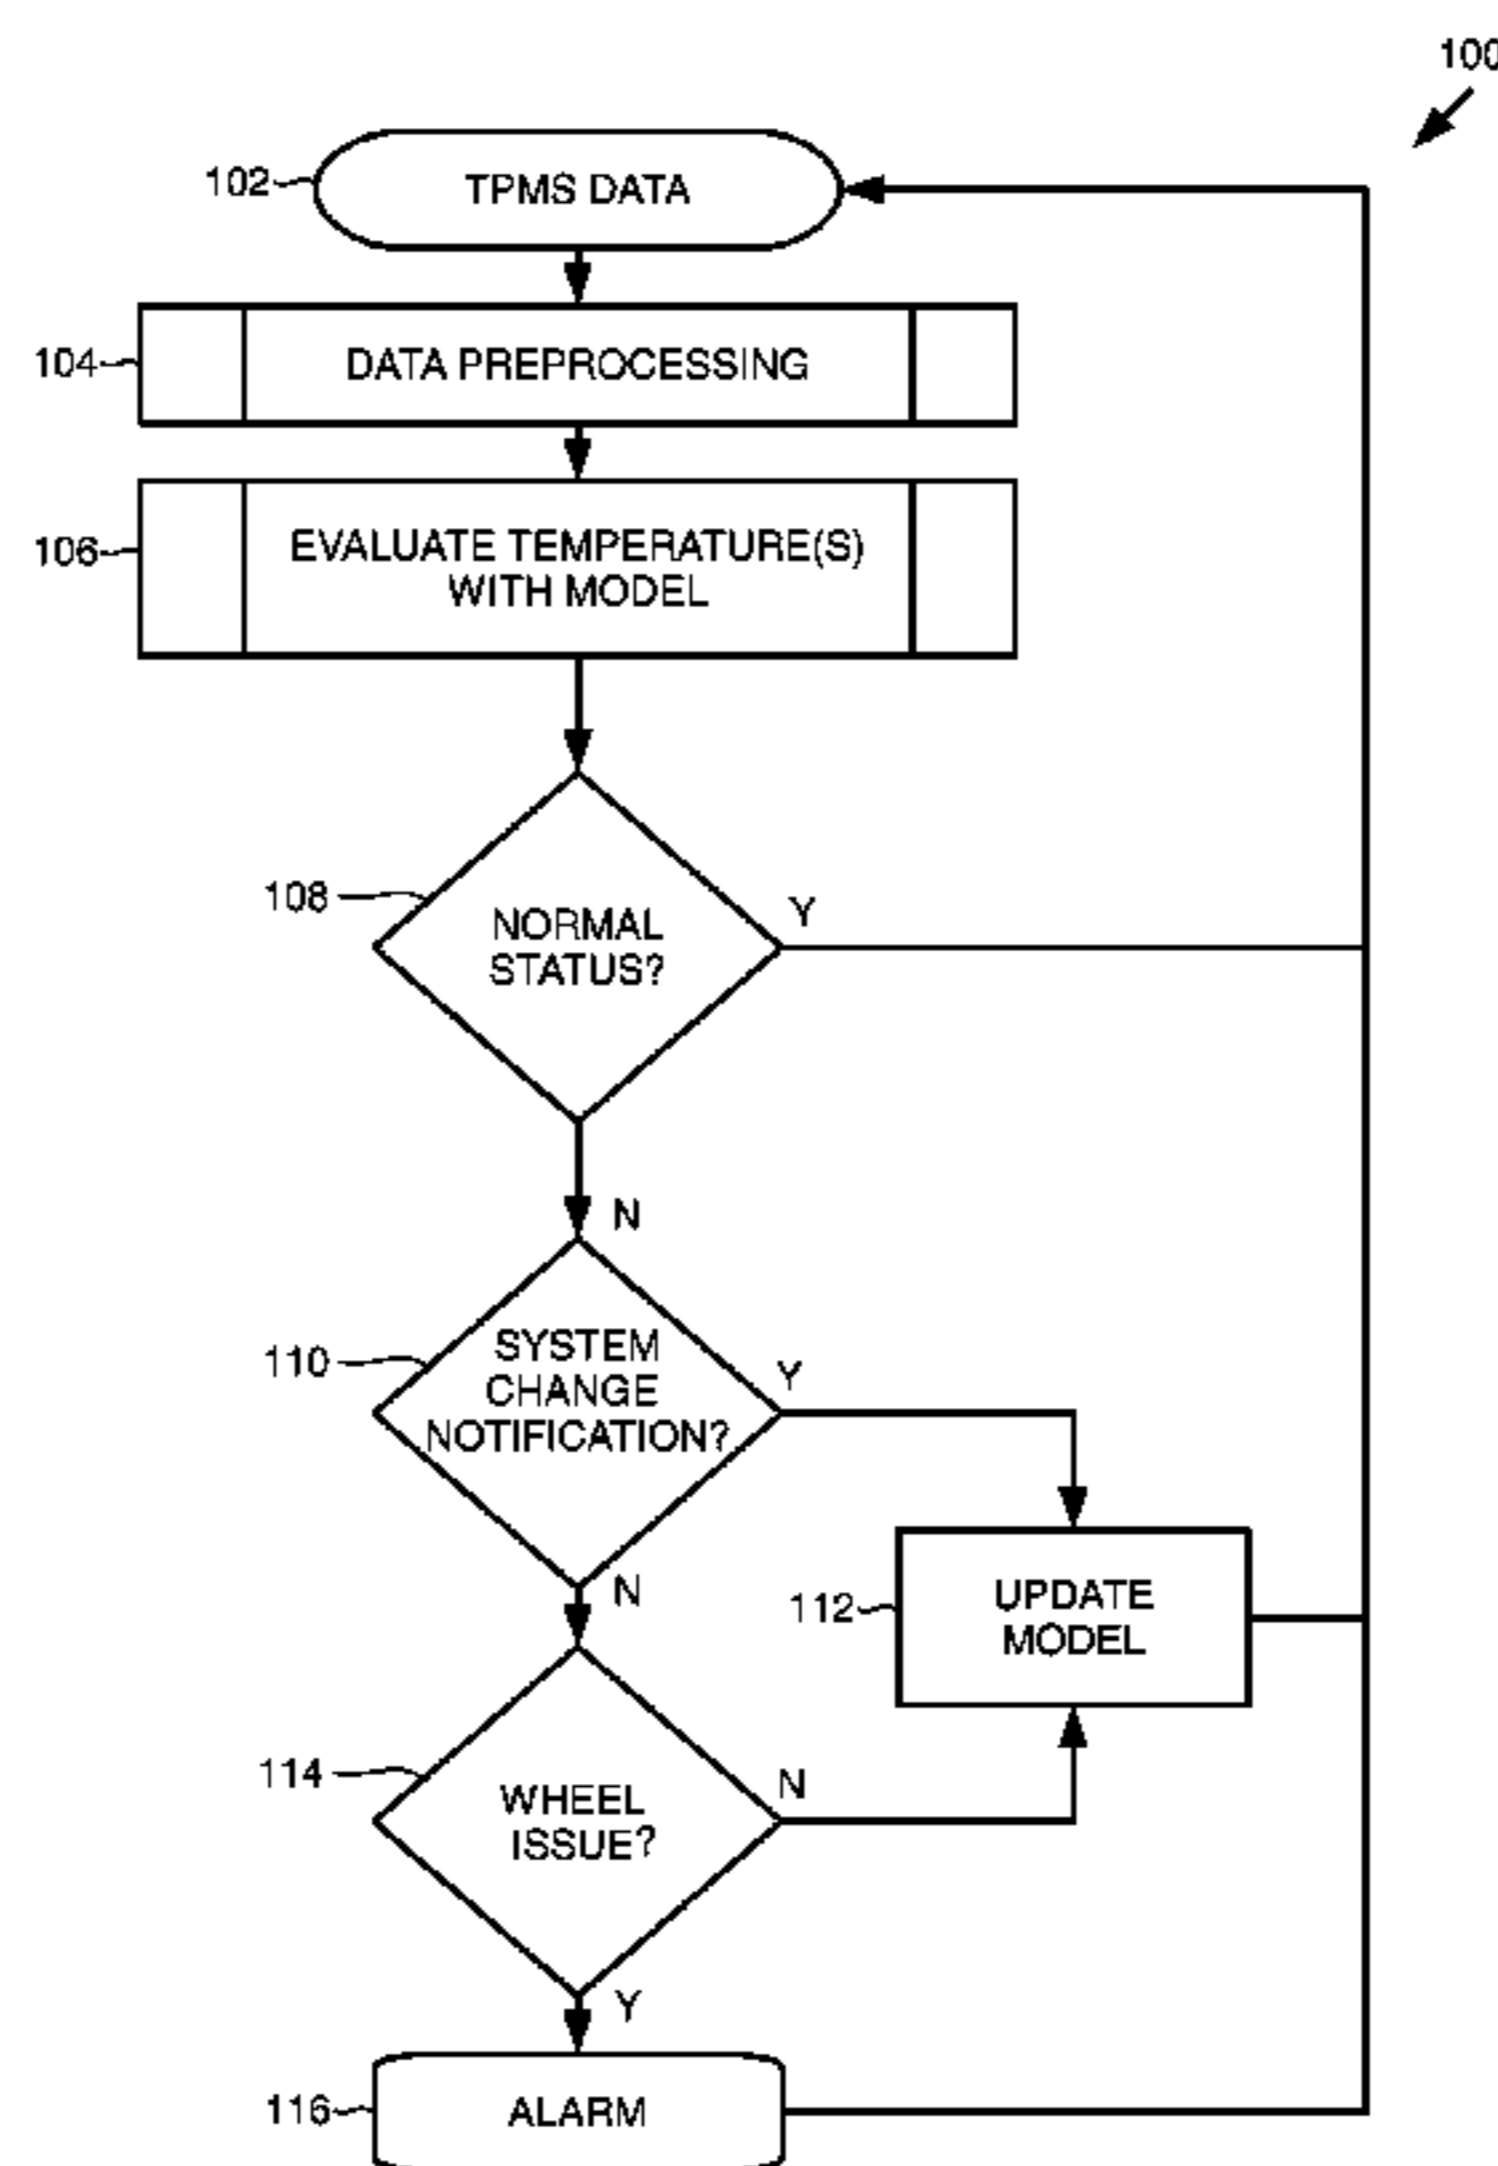 100
102
TPMS DATA
104
DATA PREPROCESSING
106
EVALUATE TEMPERATURE(S)
WITH MODEL
108
NORMAL
STATUS?
Y
N
110
SYSTEM
CHANGE
NOTIFICATION?
Y
N
112
UPDATE
MODEL
114
WHEEL
ISSUE?
N
Y
116
ALARM